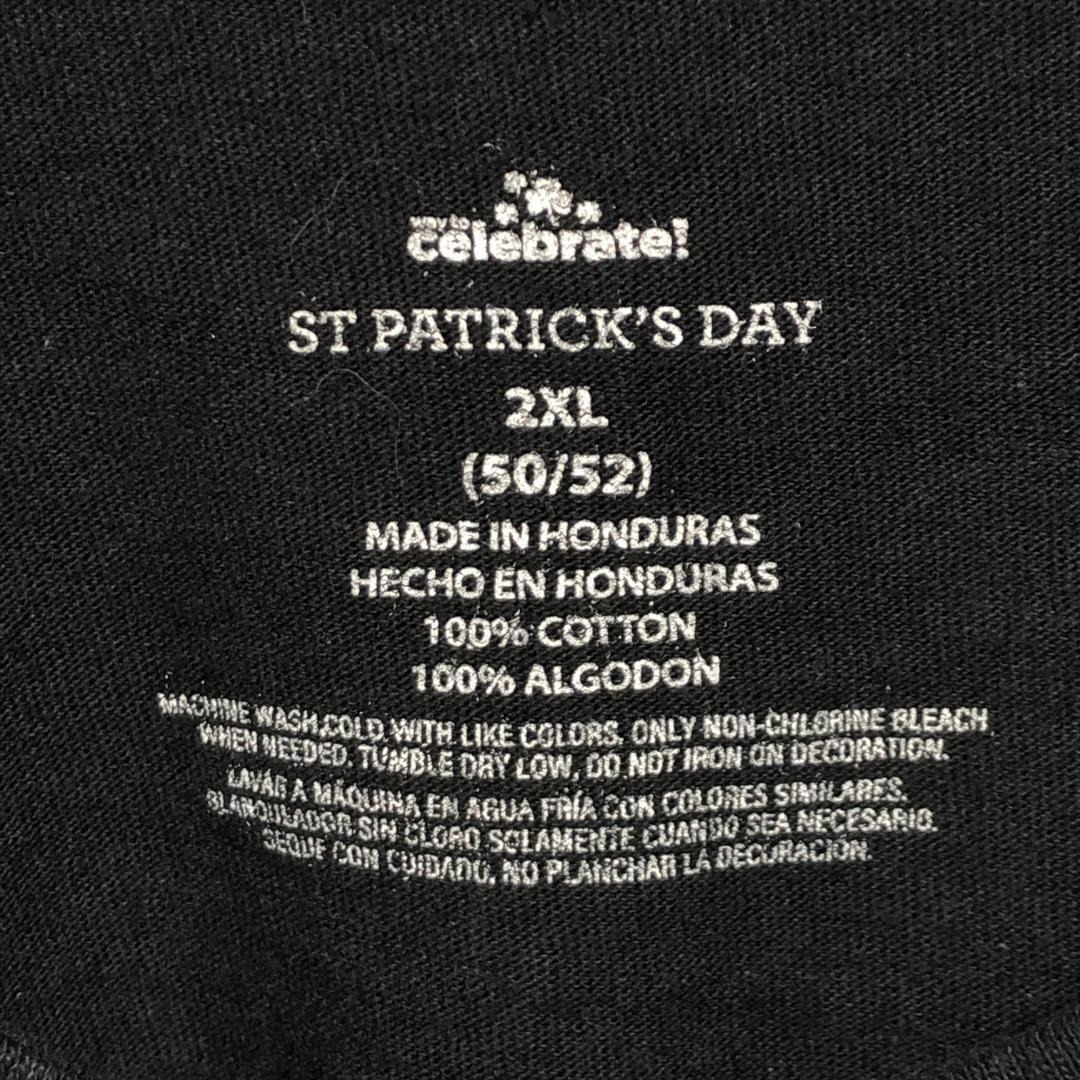 way to
celebrate!
ST PATRICK'S DAY
2XL
(50/52)
MADE IN HONDURAS
HECHO EN HONDURAS
100% COTTON
100% ALGODON
MACHINE WASH COLD WITH LIKE COLORS. ONLY NON-CHLORINE BLEACH
WHEN NEEDED. TUMBLE DRY LOW, DO NOT IRON ON DECORATION.
LAVAR A MÁQUINA EN AGUA FRÍA CON COLORES SIMILARES.
BLANQUEADOR SIN CLORO SOLAMENTE CUANDO SEA NECESARIO.
SEQUE CON CUIDADO. NO PLANCHAR LA DECORACION.